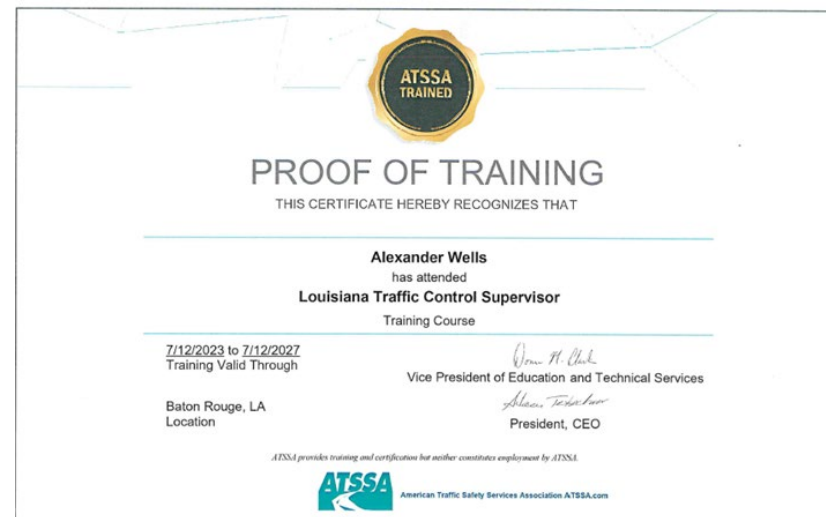 ATSSA
TRAINED
PROOF OF TRAINING
THIS CERTIFICATE HEREBY RECOGNIZES THAT
Alexander Wells
has attended
Louisiana Traffic Control Supervisor
Training Course
7/12/2023 to 7/12/2027
Training Valid Through
Vice President of Education and Technical Services
Baton Rouge, LA
Location
President, CEO
ATSSA provides training and certification but neither constitutes employment by ATSSA.
ATSSA
American Traffic Safety Services Association ATSSA.com